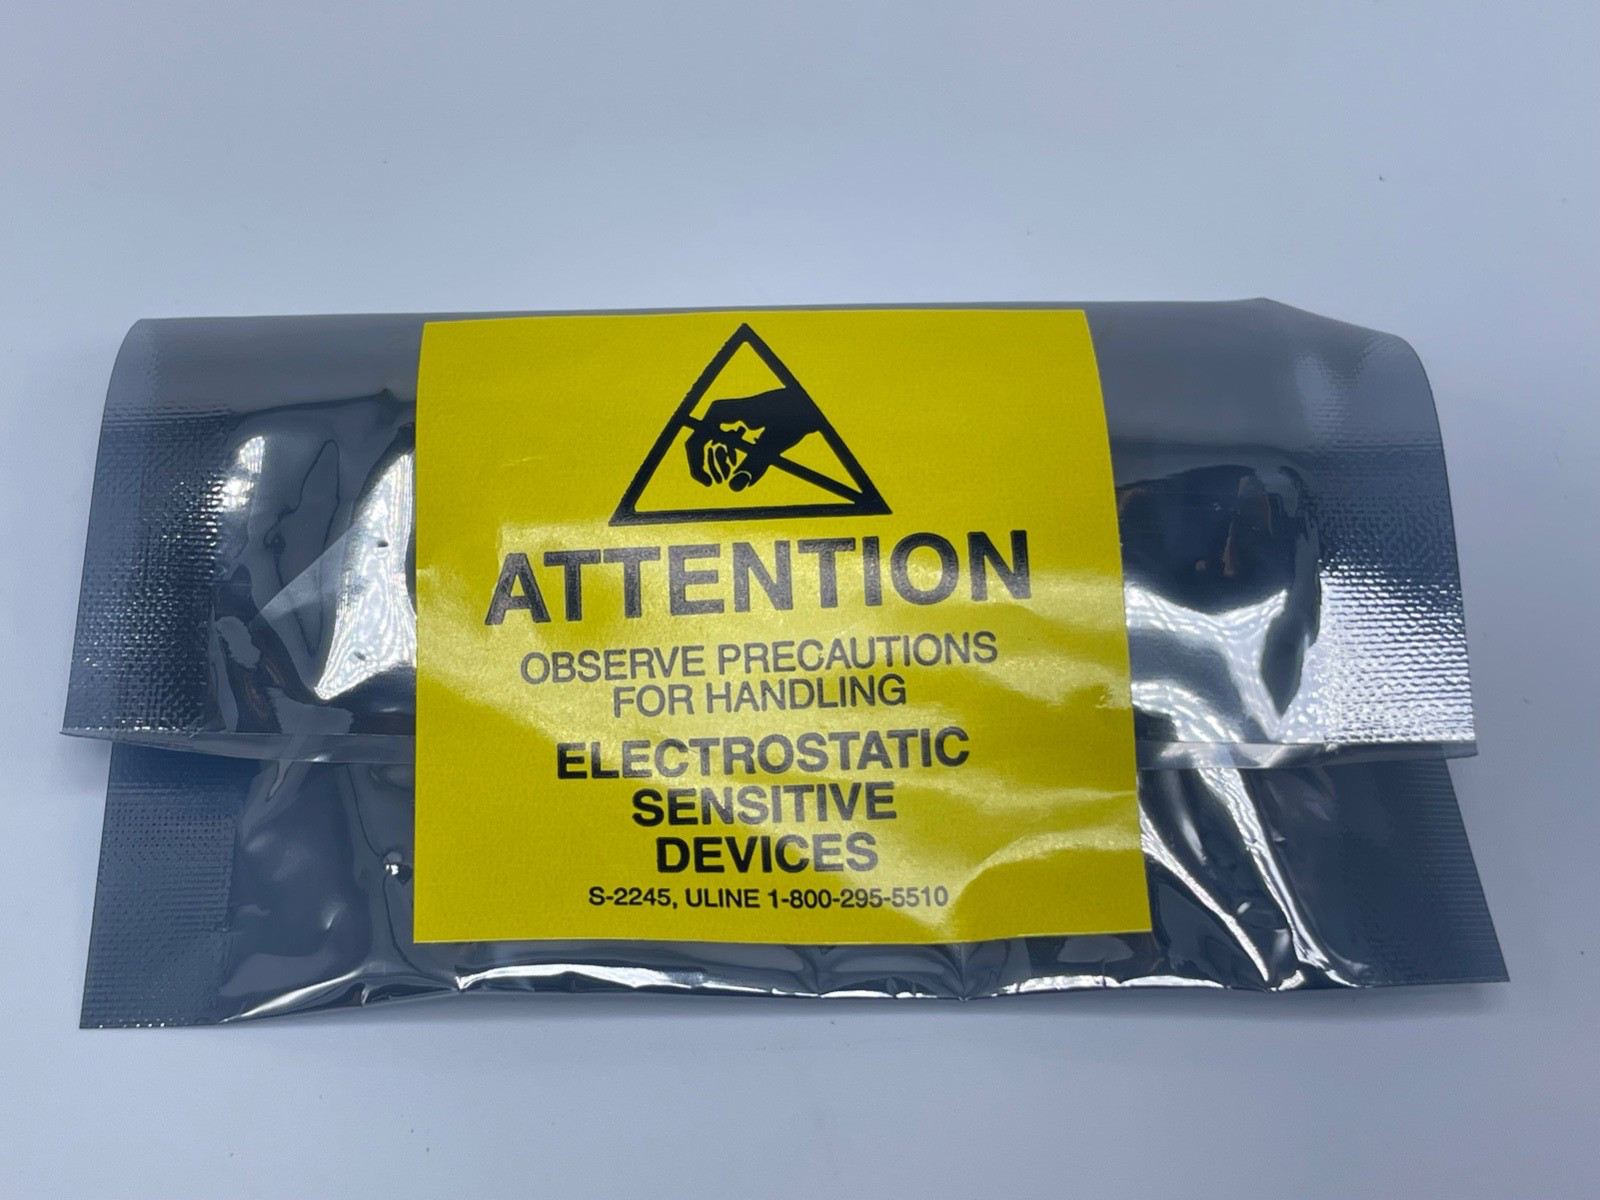 ATTENTION
OBSERVE PRECAUTIONS
FOR HANDLING
ELECTROSTATIC
SENSITIVE
DEVICES
S-2245, ULINE 1-800-295-5510